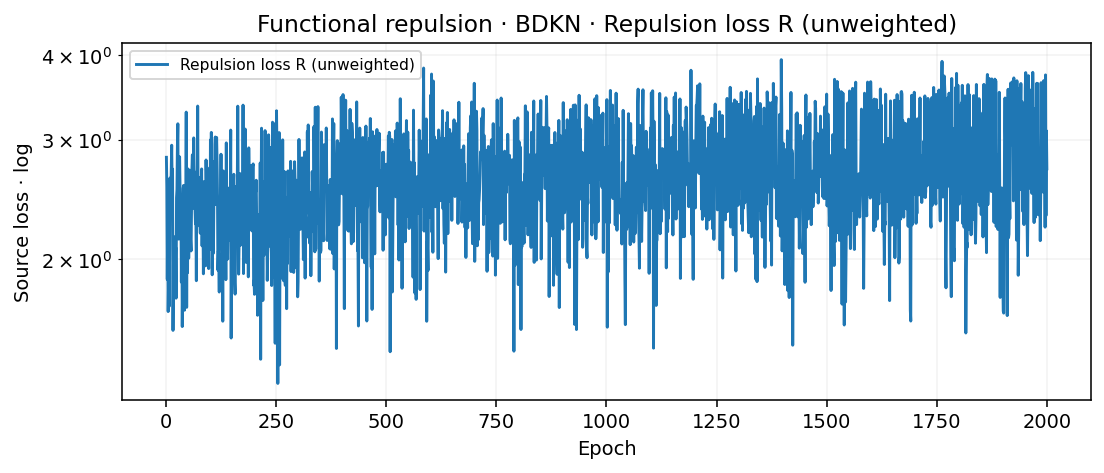 Functional repulsion · BDKN · Repulsion loss R (unweighted)
Repulsion loss R (unweighted)
4 × 10⁰
3 × 10⁰
2 × 10⁰
Source loss · log
0 250 500 750 1000 1250 1500 1750 2000
Epoch